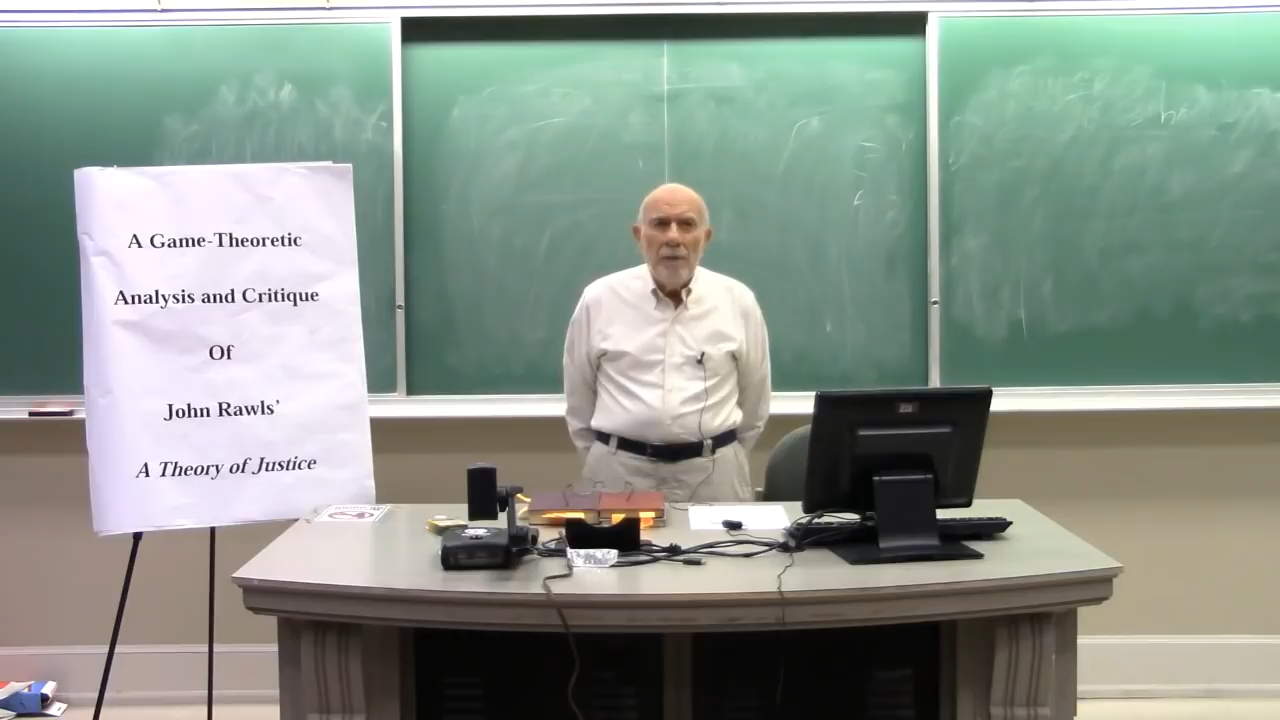 A Game-Theoretic
Analysis and Critique
Of
John Rawls’
A Theory of Justice